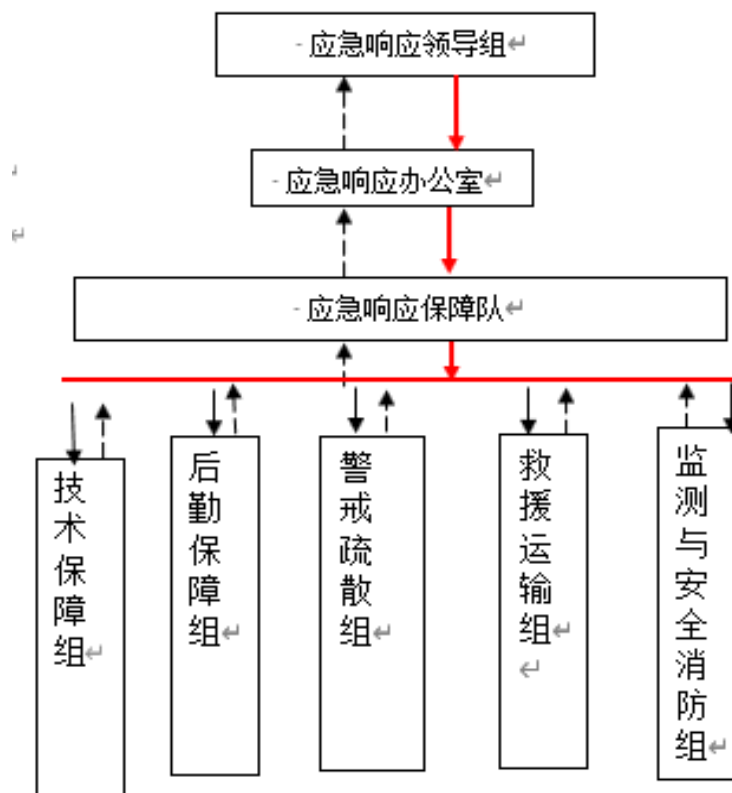 应急响应领导组
应急响应办公室
应急响应保障队
技术保障组
后勤保障组
警戒疏散组
救援运输组
监测与安全消防组